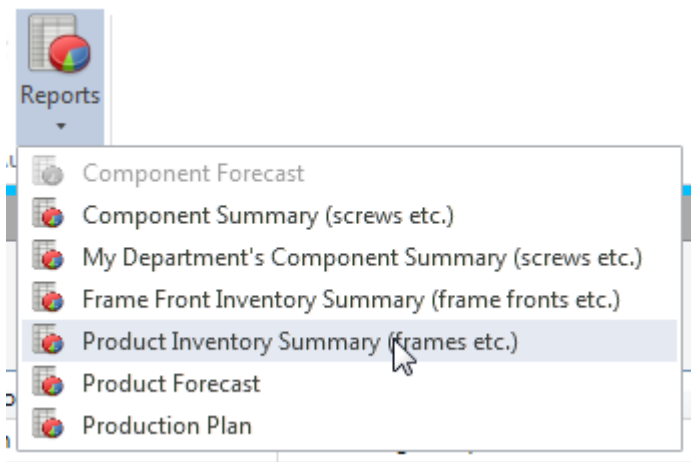 Reports
Component Forecast
Component Summary (screws etc.)
My Department's Component Summary (screws etc.)
Frame Front Inventory Summary (frame fronts etc.)
Product Inventory Summary (frames etc.)
Product Forecast
Production Plan